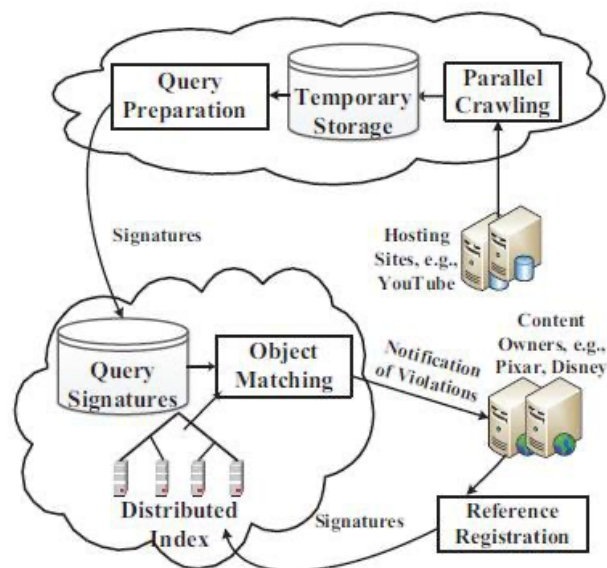 Query
Preparation
Temporary
Storage
Parallel
Crawling
Signatures
Hosting
Sites, e.g.,
YouTube
Query
Signatures
Object
Matching
Notification
of Violations
Content
Owners, e.g.,
Pixar, Disney
Distributed
Index
Signatures
Reference
Registration